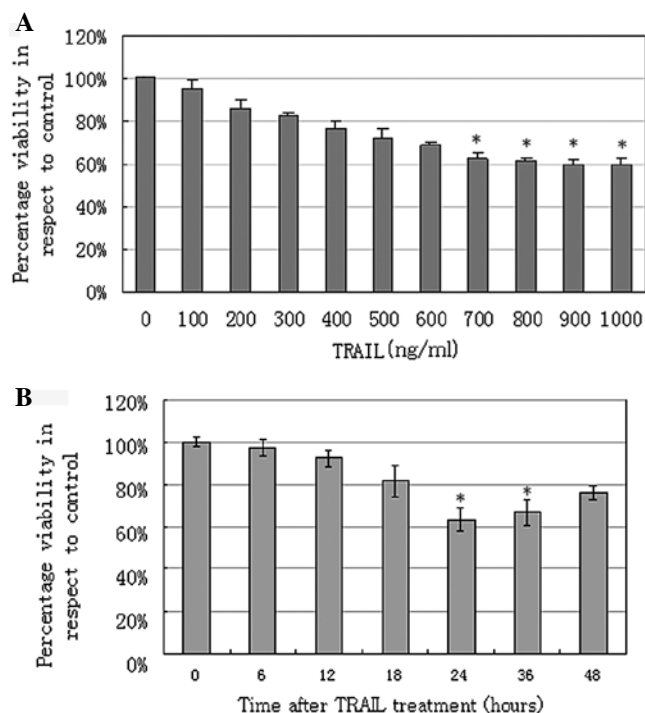 A
Percentage viability in
respect to control
120%
100%
80%
60%
40%
20%
0%
* * * *
0 100 200 300 400 500 600 700 800 900 1000
TRAIL(ng/ml)
B
Percentage viability in
respect to control
120%
100%
80%
60%
40%
20%
0%
* *
0 6 12 18 24 36 48
Time after TRAIL treatment (hours)